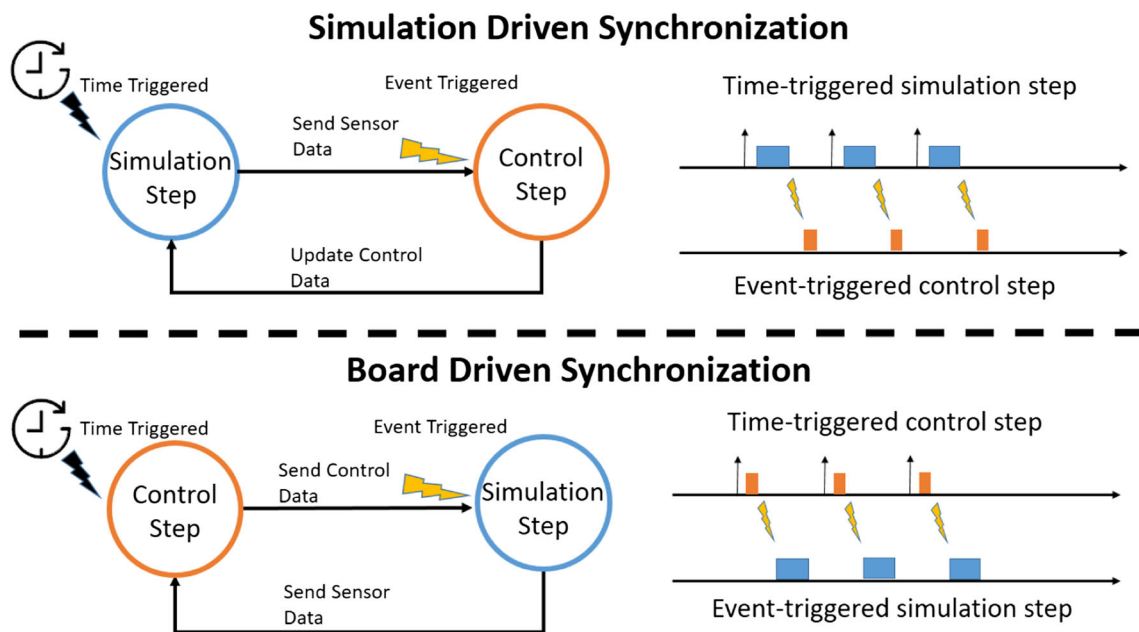 Simulation Driven Synchronization
Time Triggered
Event Triggered
Send Sensor
Data
Simulation
Step
Control
Step
Update Control
Data
Time-triggered simulation step
Event-triggered control step
Board Driven Synchronization
Time Triggered
Event Triggered
Send Control
Data
Control
Step
Simulation
Step
Send Sensor
Data
Time-triggered control step
Event-triggered simulation step